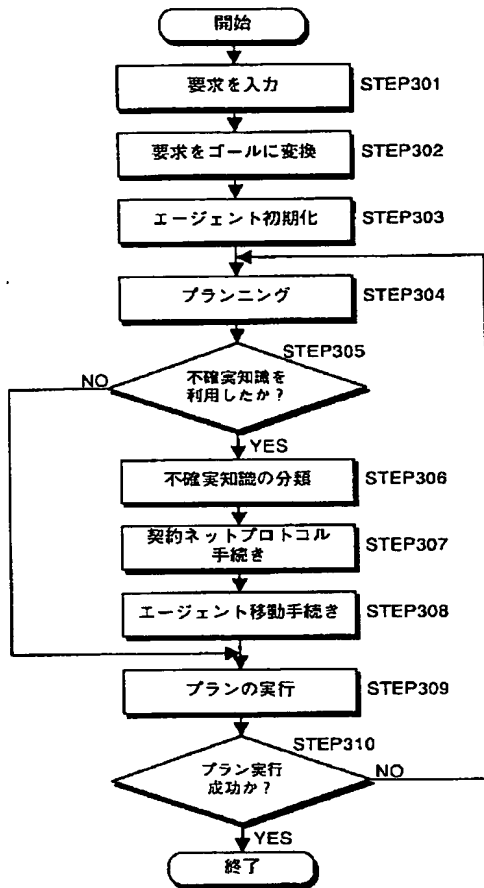 開始
要求を入力
STEP301
要求をゴールに変換
STEP302
エージェント初期化
STEP303
プランニング
STEP304
STEP305
不確実知識を
利用したか？
NO
YES
不確実知識の分類
STEP306
契約ネットプロトコル
手続き
STEP307
エージェント移動手続き
STEP308
プランの実行
STEP309
STEP310
プラン実行
成功か？
NO
YES
終了